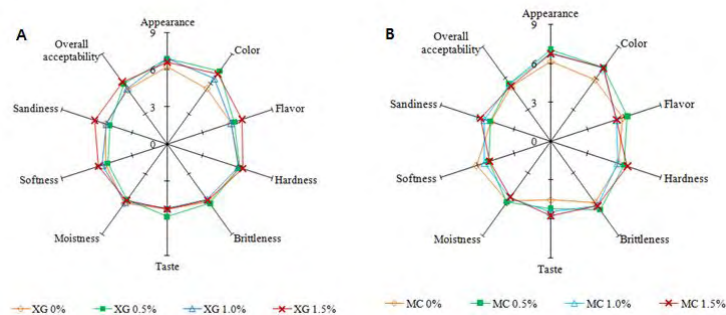 A
Appearance
9
Overall
acceptability
Color
6
Sandiness
Flavor
3
0
Softness
Hardness
Moistness
Brittleness
Taste
XG 0%
XG 0.5%
XG 1.0%
XG 1.5%
B
Appearance
9
Overall
acceptability
Color
6
Sandiness
Flavor
3
0
Softness
Hardness
Moistness
Brittleness
Taste
MC 0%
MC 0.5%
MC 1.0%
MC 1.5%